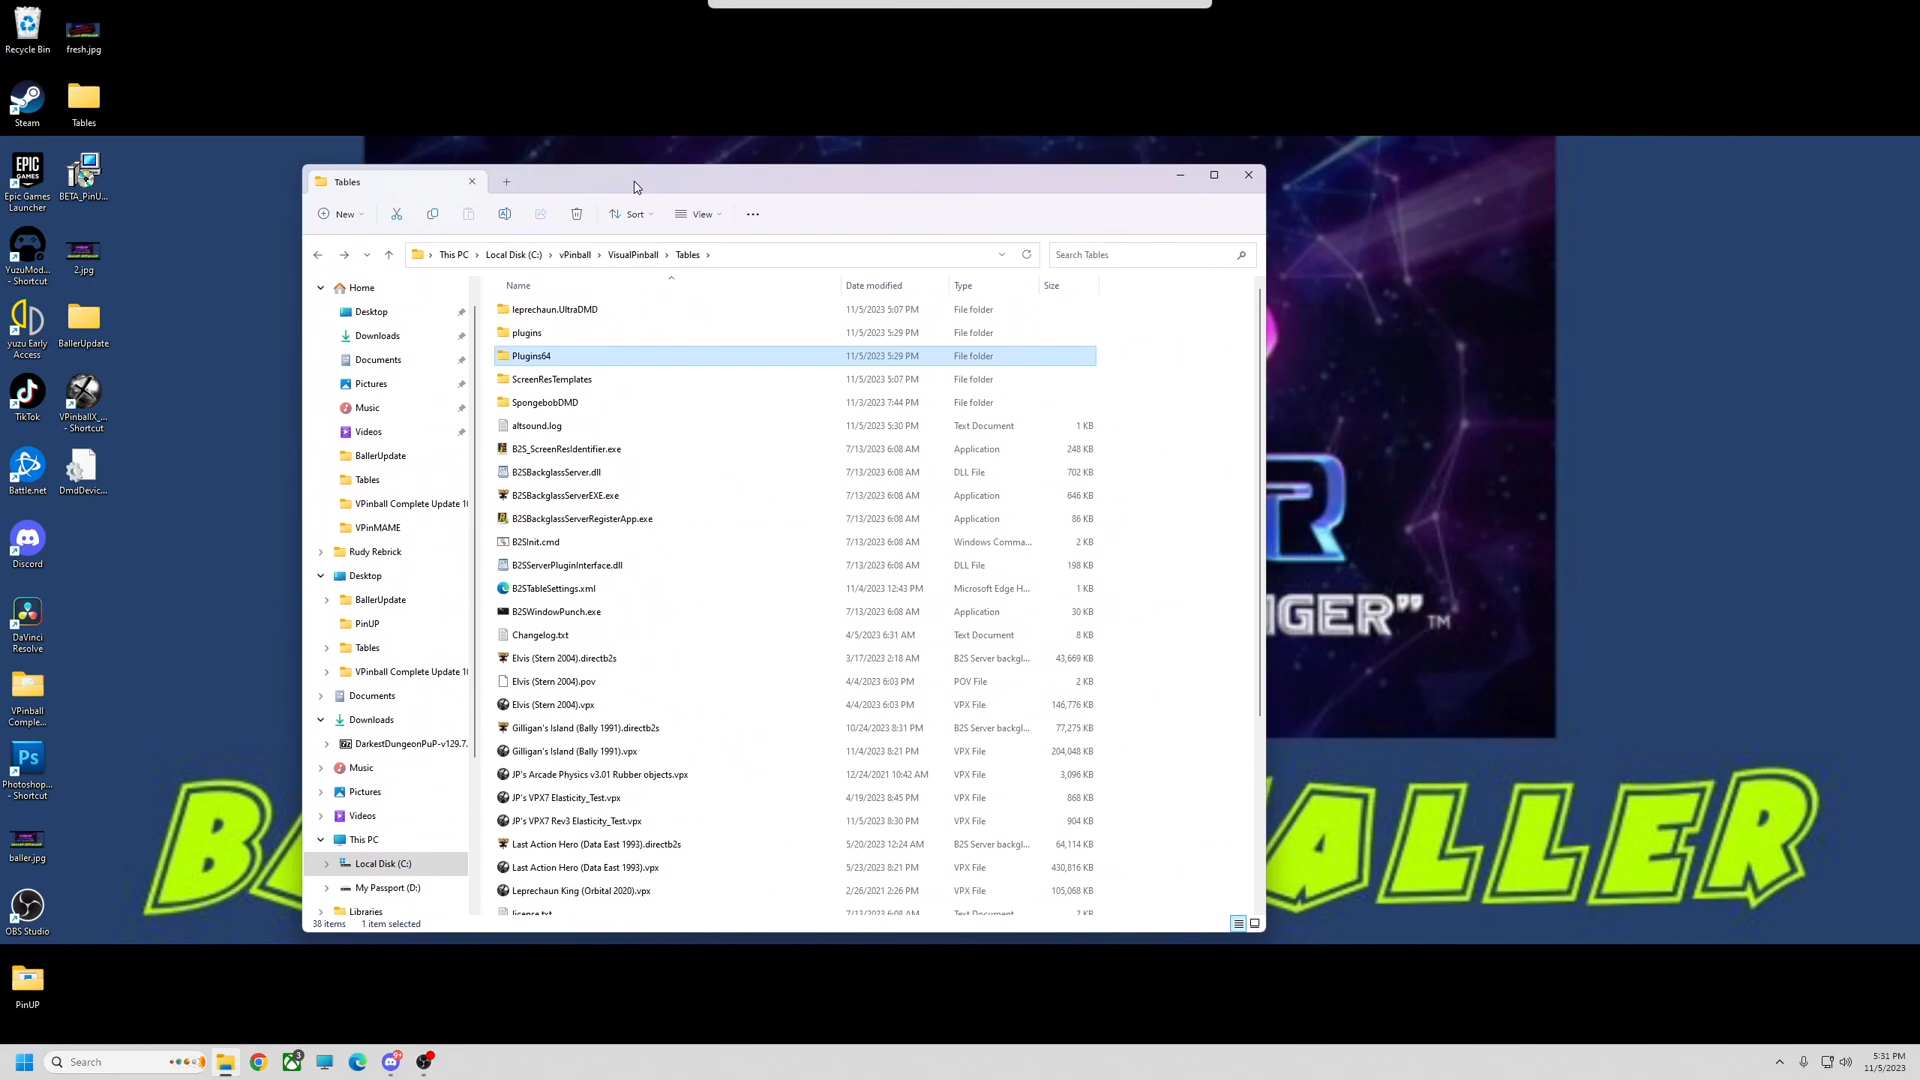 Recycle Bin
fresh.jpg
Steam
Tables
EPIC GAMES
Epic Games Launcher
BETA_PinU...
YuzuMod... - Shortcut
2.jpg
yuzu Early Access
BallerUpdate
TikTok
VPinballX_... - Shortcut
Battle.net
DmdDevic...
Discord
DaVinci Resolve
VPinball Comple...
Ps
Photoshop... - Shortcut
baller.jpg
OBS Studio
PinUP
Tables
New
Sort
View
This PC > Local Disk (C:) > vPinball > VisualPinball > Tables >
Search Tables
Home
Desktop
Downloads
Documents
Pictures
Music
Videos
BallerUpdate
Tables
VPinball Complete Update 10
VPinMAME
Rudy Rebrick
Desktop
BallerUpdate
PinUP
Tables
VPinball Complete Update 10
Documents
Downloads
DarkestDungeonPuP-v129.7.
Music
Pictures
Videos
This PC
Local Disk (C:)
My Passport (D:)
Libraries
Name Date modified Type Size
leprechaun.UltraDMD 11/5/2023 5:07 PM File folder
plugins 11/5/2023 5:29 PM File folder
Plugins64 11/5/2023 5:29 PM File folder
ScreenResTemplates 11/5/2023 5:07 PM File folder
SpongebobDMD 11/3/2023 7:44 PM File folder
altsound.log 11/5/2023 5:30 PM Text Document 1 KB
B2S_ScreenResIdentifier.exe 7/13/2023 6:08 AM Application 248 KB
B2SBackglassServer.dll 7/13/2023 6:08 AM DLL File 702 KB
B2SBackglassServerEXE.exe 7/13/2023 6:08 AM Application 646 KB
B2SBackglassServerRegisterApp.exe 7/13/2023 6:08 AM Application 86 KB
B2SInit.cmd 7/13/2023 6:08 AM Windows Comma... 2 KB
B2SServerPluginInterface.dll 7/13/2023 6:08 AM DLL File 198 KB
B2STableSettings.xml 11/4/2023 12:43 PM Microsoft Edge H... 1 KB
B2SWindowPunch.exe 7/13/2023 6:08 AM Application 30 KB
Changelog.txt 4/5/2023 6:31 AM Text Document 8 KB
Elvis (Stern 2004).directb2s 3/17/2023 2:18 AM B2S Server backgl... 43,669 KB
Elvis (Stern 2004).pov 4/4/2023 6:03 PM POV File 2 KB
Elvis (Stern 2004).vpx 4/4/2023 6:03 PM VPX File 146,776 KB
Gilligan's Island (Bally 1991).directb2s 10/24/2023 8:31 PM B2S Server backgl... 77,275 KB
Gilligan's Island (Bally 1991).vpx 11/4/2023 8:21 PM VPX File 204,048 KB
JP's Arcade Physics v3.01 Rubber objects.vpx 12/24/2021 10:42 AM VPX File 3,096 KB
JP's VPX7 Elasticity_Test.vpx 4/19/2023 8:45 PM VPX File 868 KB
JP's VPX7 Rev3 Elasticity_Test.vpx 11/5/2023 8:30 PM VPX File 904 KB
Last Action Hero (Data East 1993).directb2s 5/20/2023 12:24 AM B2S Server backgl... 64,114 KB
Last Action Hero (Data East 1993).vpx 5/23/2023 8:21 PM VPX File 430,816 KB
Leprechaun King (Orbital 2020).vpx 2/26/2021 2:26 PM VPX File 105,068 KB
license.txt 7/13/2023 6:08 AM Text Document 2 KB
38 items 1 item selected
R
NGER" ™
BA
ALLER
Search
3
9+
5:31 PM
11/5/2023